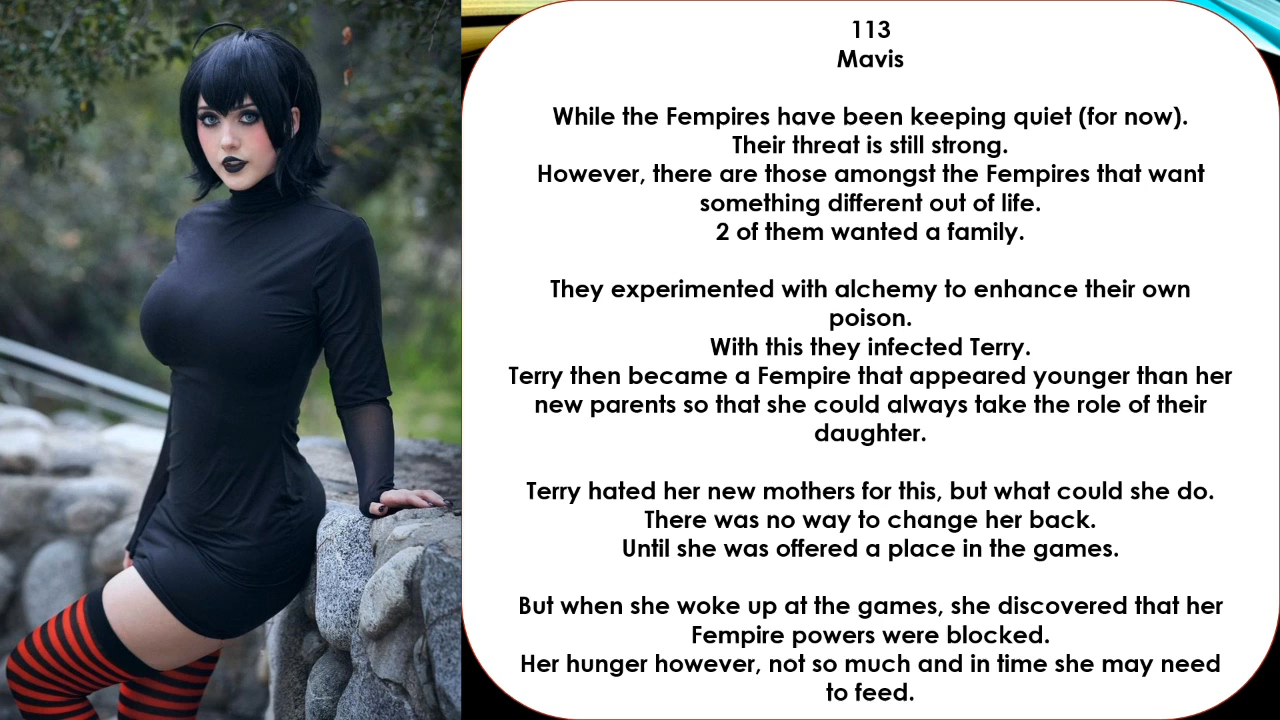 113
Mavis
While the Fempires have been keeping quiet (for now).
Their threat is still strong.
However, there are those amongst the Fempires that want
something different out of life.
2 of them wanted a family.
They experimented with alchemy to enhance their own
poison.
With this they infected Terry.
Terry then became a Fempire that appeared younger than her
new parents so that she could always take the role of their
daughter.
Terry hated her new mothers for this, but what could she do.
There was no way to change her back.
Until she was offered a place in the games.
But when she woke up at the games, she discovered that her
Fempire powers were blocked.
Her hunger however, not so much and in time she may need
to feed.